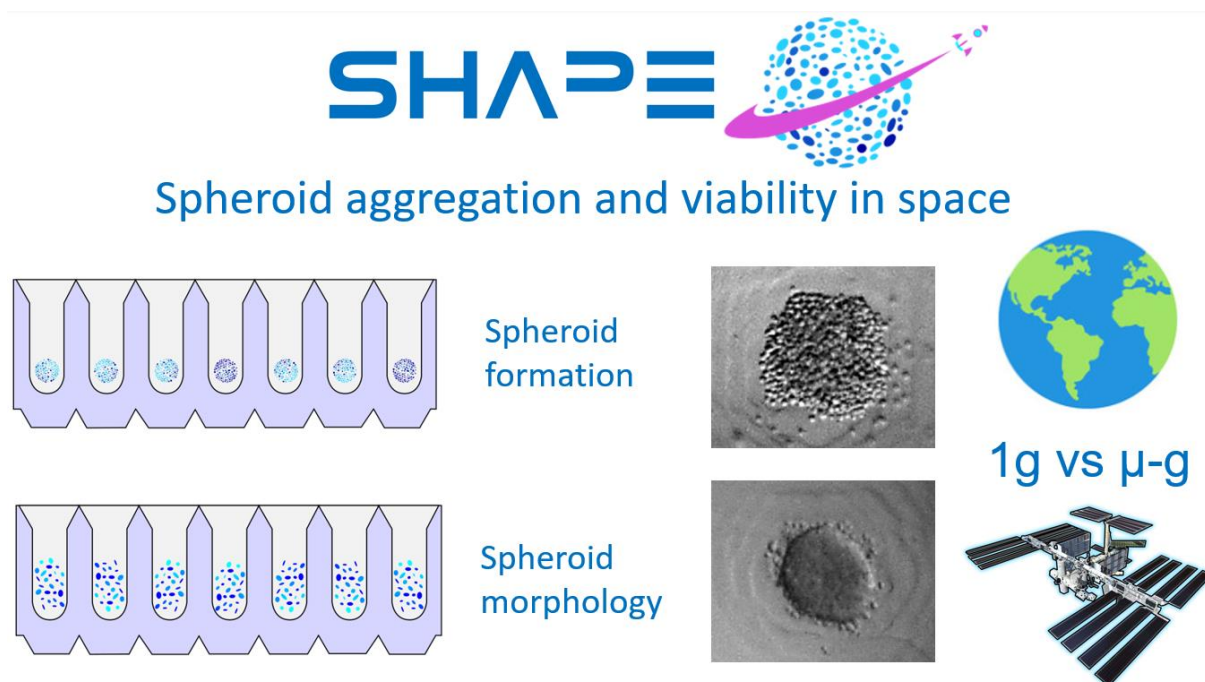 SHAPE
Spheroid aggregation and viability in space
Spheroid
formation
1g vs μ-g
Spheroid
morphology